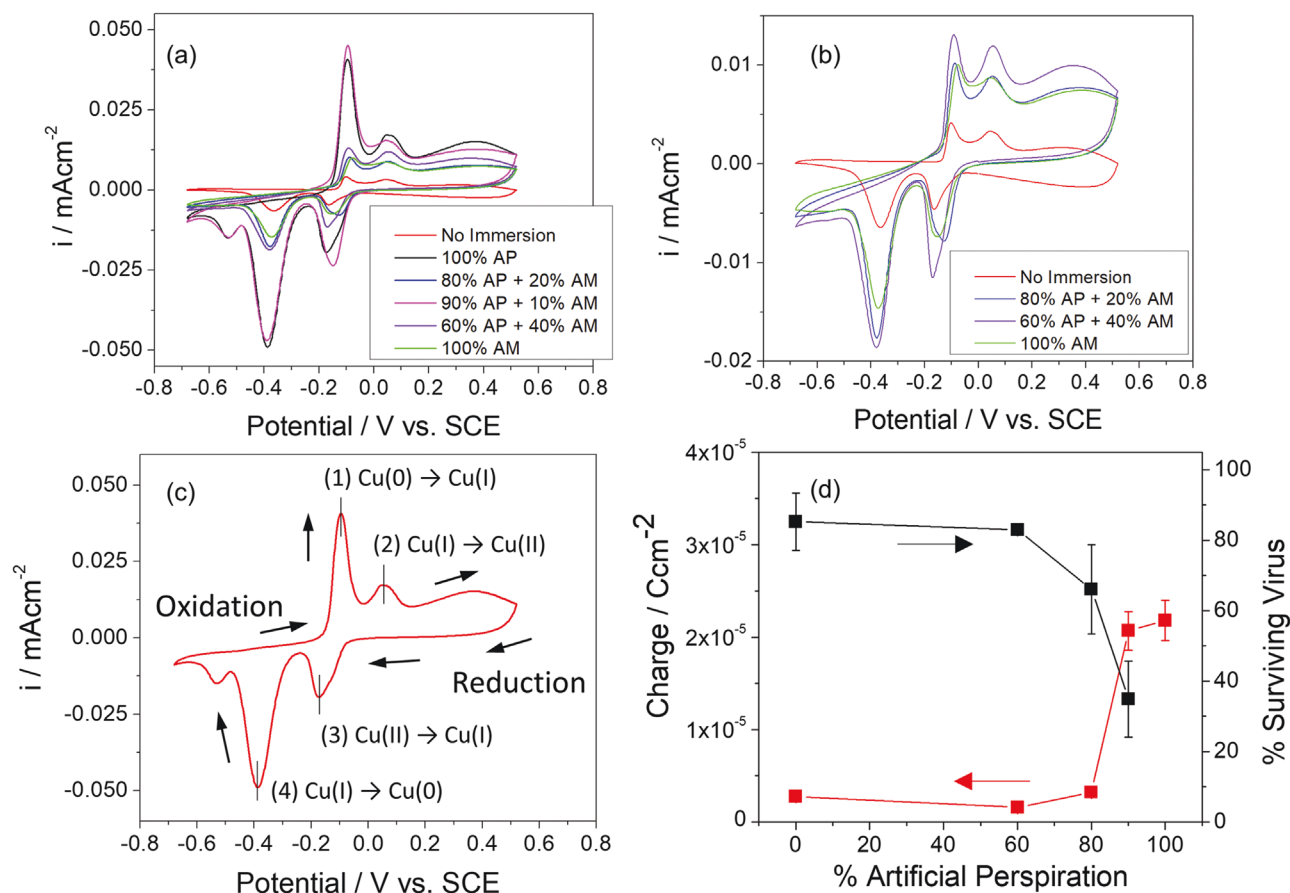 (a)
0.050
0.025
0.000
-0.025
-0.050
i / mAcm-2
No Immersion
100% AP
80% AP + 20% AM
90% AP + 10% AM
60% AP + 40% AM
100% AM
-0.8 -0.6 -0.4 -0.2 0.0 0.2 0.4 0.6 0.8
Potential / V vs. SCE
(b)
0.01
0.00
-0.01
-0.02
i / mAcm-2
No Immersion
80% AP + 20% AM
60% AP + 40% AM
100% AM
-0.8 -0.6 -0.4 -0.2 0.0 0.2 0.4 0.6 0.8
Potential / V vs. SCE
(c)
0.050
0.025
0.000
-0.025
-0.050
i / mAcm-2
(1) Cu(0) → Cu(I)
(2) Cu(I) → Cu(II)
Oxidation
Reduction
(3) Cu(II) → Cu(I)
(4) Cu(I) → Cu(0)
-0.8 -0.6 -0.4 -0.2 0.0 0.2 0.4 0.6 0.8
Potential / V vs. SCE
(d)
4x10-5
3x10-5
2x10-5
1x10-5
0
Charge / Ccm-2
100
80
60
40
20
0
% Surviving Virus
0 20 40 60 80 100
% Artificial Perspiration